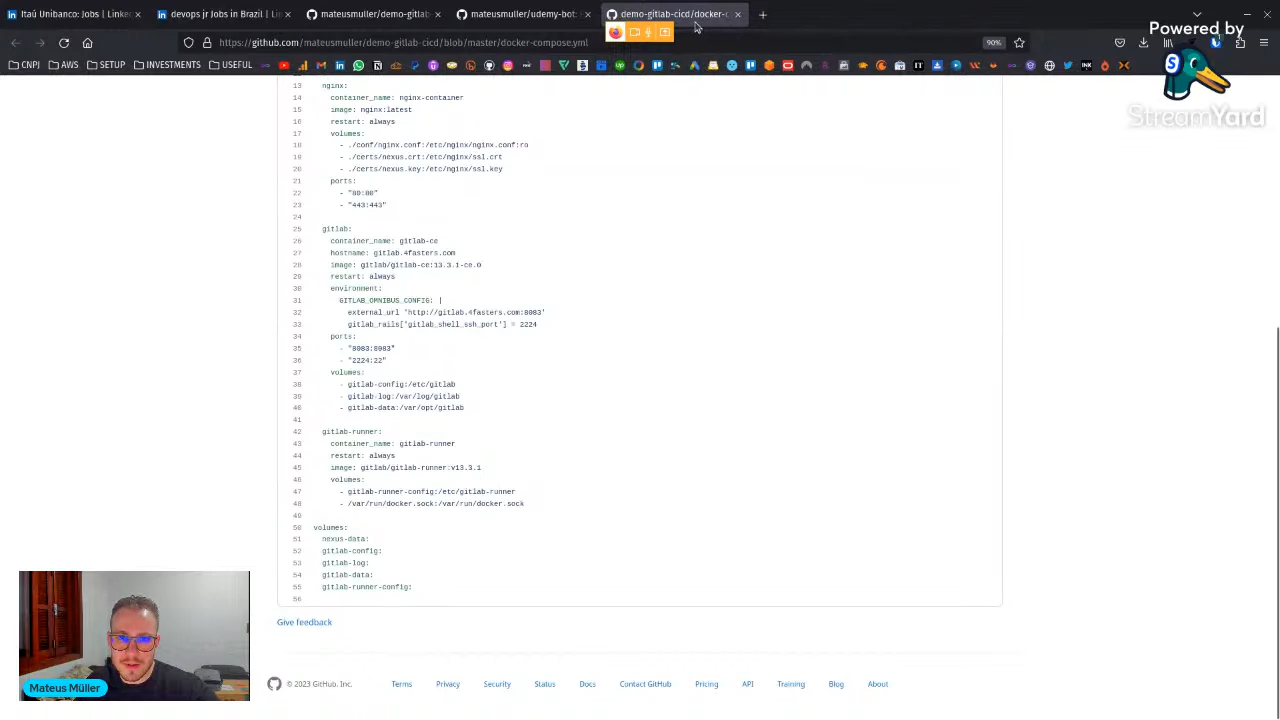 Itaú Unibanco: Jobs | Linke
devops jr Jobs in Brazil | Lin
mateusmuller/demo-gitlab
mateusmuller/udemy-bot: E
demo-gitlab-cicd/docker-c
https://github.com/mateusmuller/demo-gitlab-cicd/blob/master/docker-compose.yml
90%
CNPJ
AWS
SETUP
INVESTMENTS
USEFUL
Powered by
StreamYard
13 nginx:
14 container_name: nginx-container
15 image: nginx:latest
16 restart: always
17 volumes:
18 - ./conf/nginx.conf:/etc/nginx/nginx.conf:ro
19 - ./certs/nexus.crt:/etc/nginx/ssl.crt
20 - ./certs/nexus.key:/etc/nginx/ssl.key
21 ports:
22 - "80:80"
23 - "443:443"
24
25 gitlab:
26 container_name: gitlab-ce
27 hostname: gitlab.4fasters.com
28 image: gitlab/gitlab-ce:13.3.1-ce.0
29 restart: always
30 environment:
31 GITLAB_OMNIBUS_CONFIG: |
32 external_url 'http://gitlab.4fasters.com:8083'
33 gitlab_rails['gitlab_shell_ssh_port'] = 2224
34 ports:
35 - "8083:8083"
36 - "2224:22"
37 volumes:
38 - gitlab-config:/etc/gitlab
39 - gitlab-log:/var/log/gitlab
40 - gitlab-data:/var/opt/gitlab
41
42 gitlab-runner:
43 container_name: gitlab-runner
44 restart: always
45 image: gitlab/gitlab-runner:v13.3.1
46 volumes:
47 - gitlab-runner-config:/etc/gitlab-runner
48 - /var/run/docker.sock:/var/run/docker.sock
49
50 volumes:
51 nexus-data:
52 gitlab-config:
53 gitlab-log:
54 gitlab-data:
55 gitlab-runner-config:
56
Give feedback
© 2023 GitHub, Inc.
Terms
Privacy
Security
Status
Docs
Contact GitHub
Pricing
API
Training
Blog
About
Mateus Müller